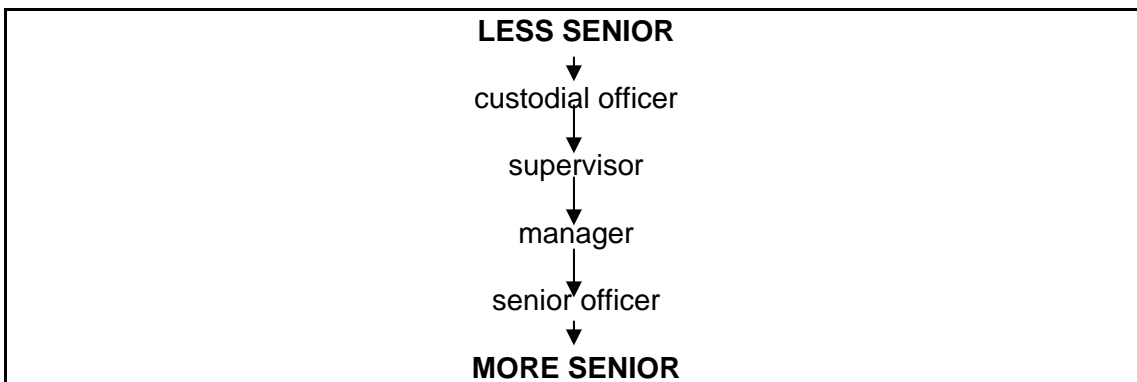 LESS SENIOR
custodial officer
supervisor
manager
senior officer
MORE SENIOR